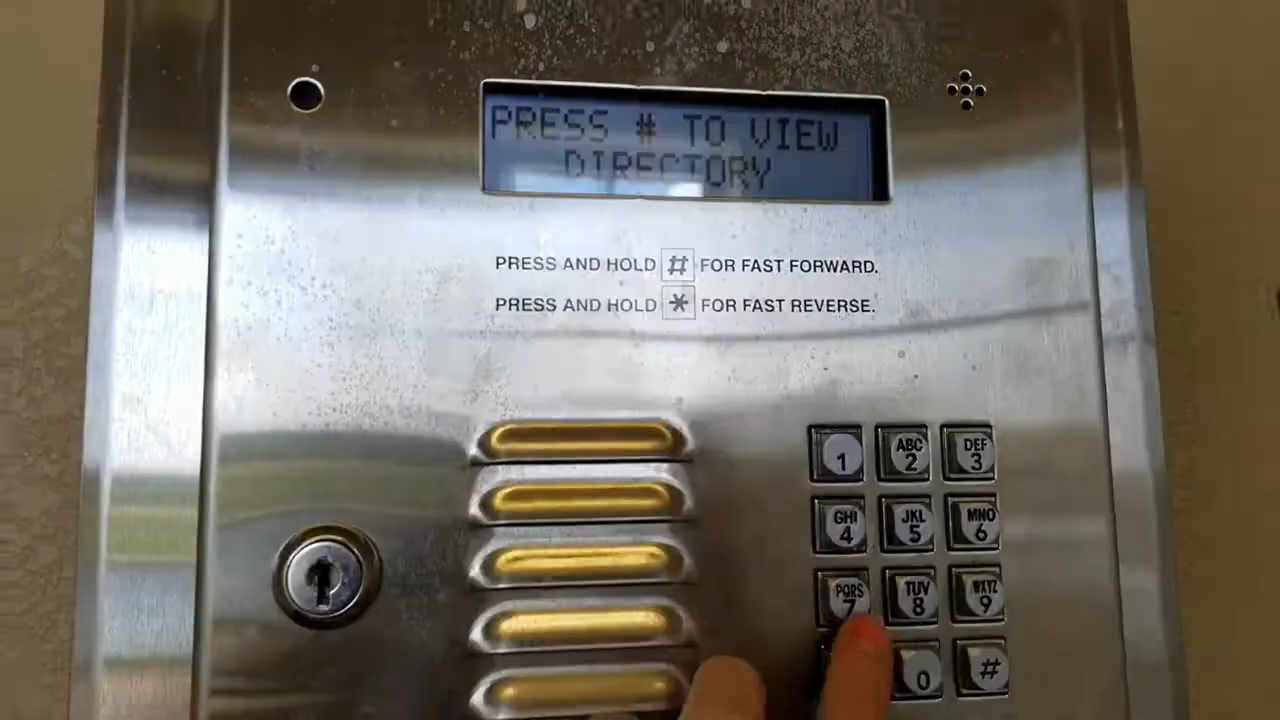 PRESS # TO VIEW
DIRECTORY
PRESS AND HOLD # FOR FAST FORWARD.
PRESS AND HOLD * FOR FAST REVERSE.
1
ABC 2
DEF 3
GHI 4
JKL 5
MNO 6
PQRS 7
TUV 8
WXYZ 9
0
#